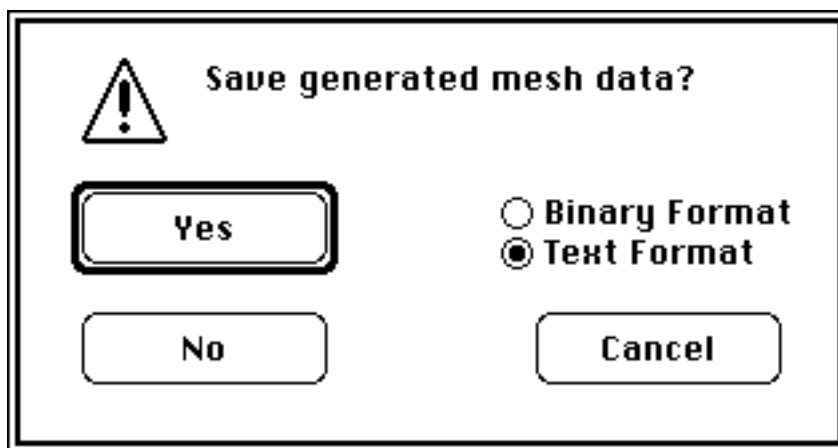 Save generated mesh data?
Yes
Binary Format
Text Format
No
Cancel